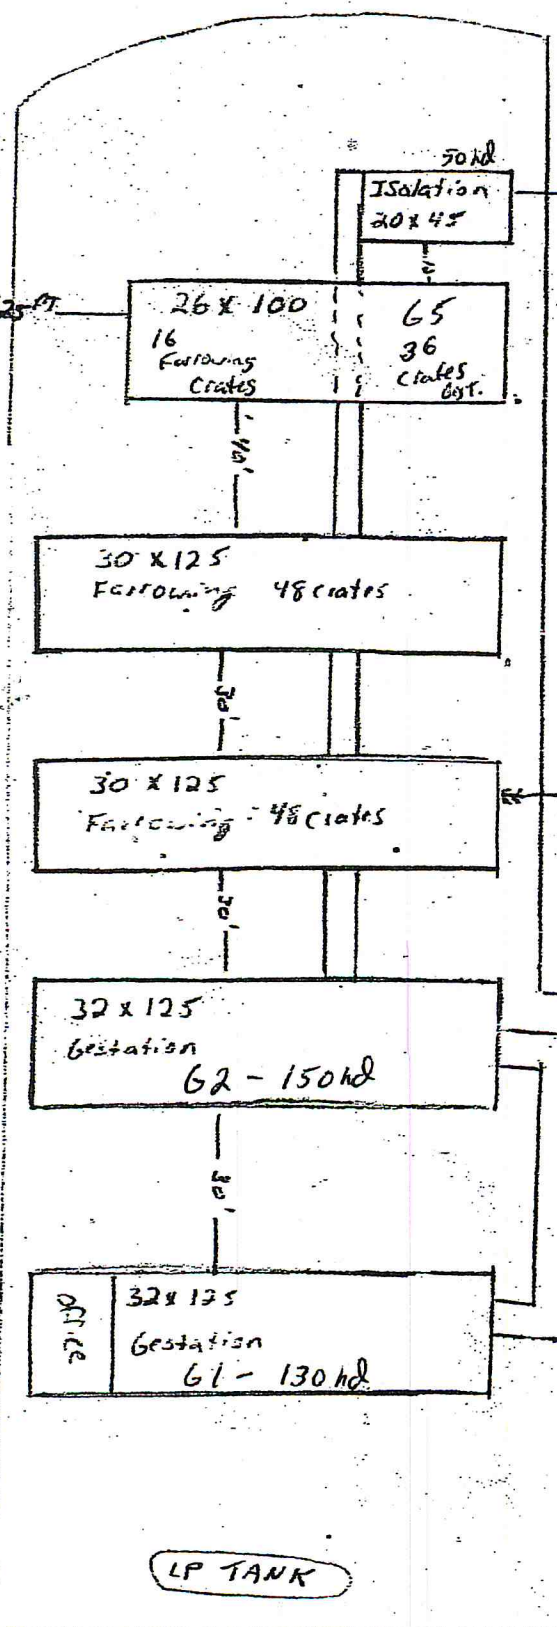 50 hd
Isolation
20 x 45
25 FT
26 x 100
16
Farrowing
Crates
G5
36
Crates
40'
30 x 125
Farrowing 48 crates
30'
30 x 125
Farrowing - 48 crates
30'
32 x 125
Gestation
G2 - 150 hd
30'
Office
32 x 125
Gestation
G1 - 130 hd
LP TANK